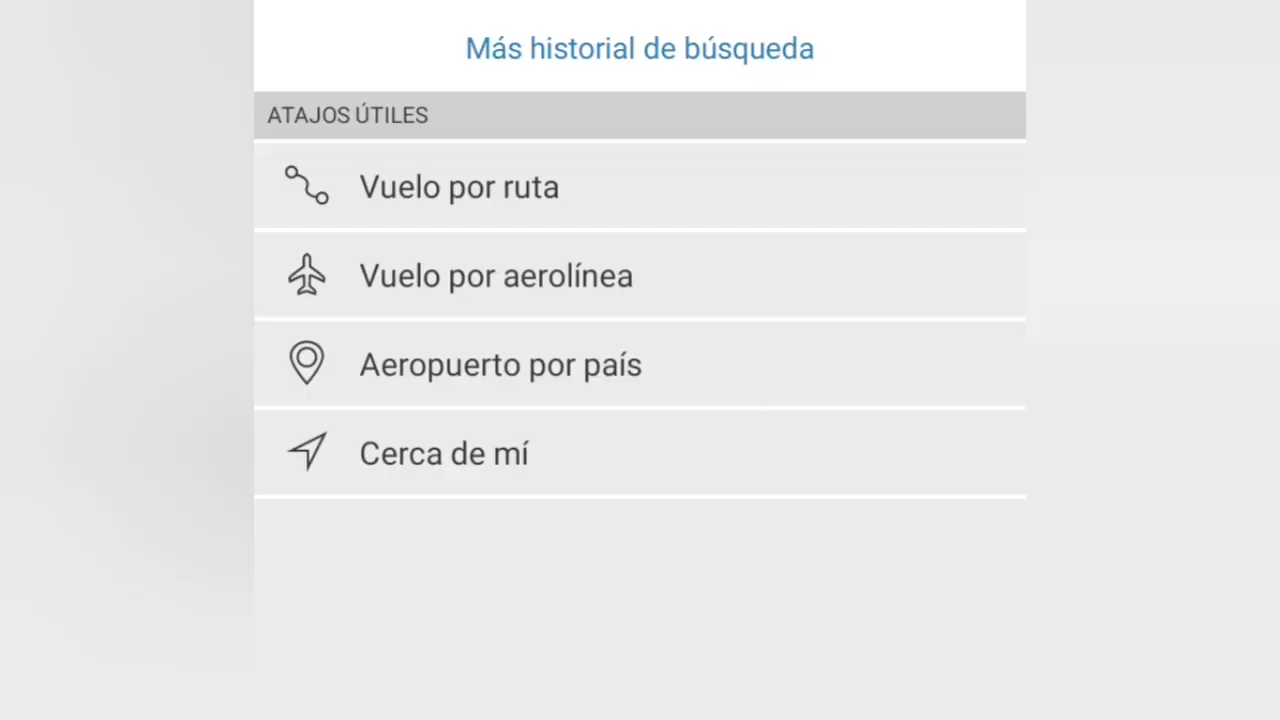 Más historial de búsqueda
ATAJOS ÚTILES
Vuelo por ruta
Vuelo por aerolínea
Aeropuerto por país
Cerca de mí